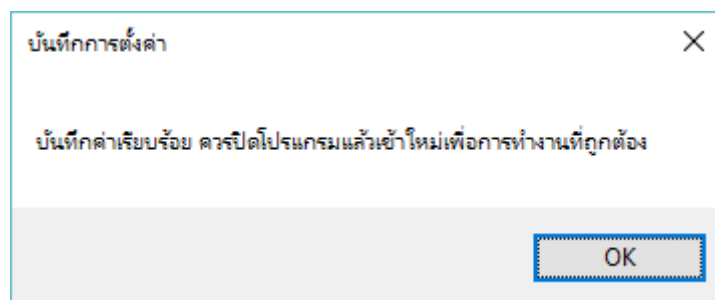 บันทึกการตั้งค่า
บันทึกค่าเรียบร้อย ควรปิดโปรแกรมแล้วเข้าใหม่เพื่อการทำงานที่ถูกต้อง
OK